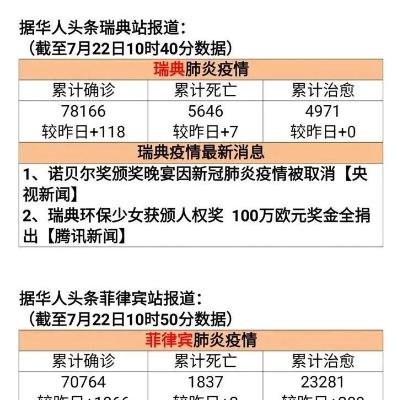 据华人头条瑞典站报道：
（截至7月22日10时40分数据）
瑞典肺炎疫情
累计确诊 累计死亡 累计治愈
78166 5646 4971
较昨日+118 较昨日+7 较昨日+0
瑞典疫情最新消息
1、诺贝尔奖颁奖晚宴因新冠肺炎疫情被取消【央
视新闻】
2、瑞典环保少女获颁人权奖 100万欧元奖金全捐
出【腾讯新闻】
据华人头条菲律宾站报道：
（截至7月22日10时50分数据）
菲律宾肺炎疫情
累计确诊 累计死亡 累计治愈
70764 1837 23281